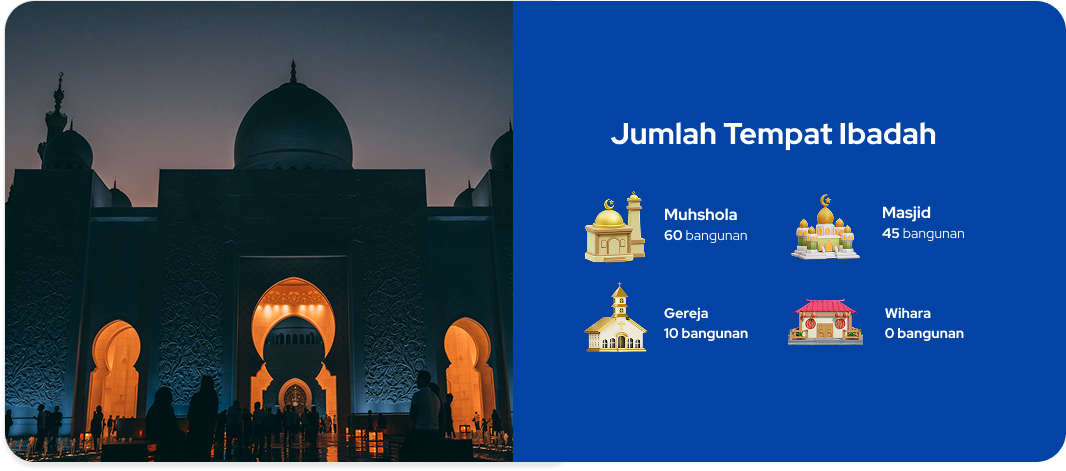 Jumlah Tempat Ibadah
Muhshola
60 bangunan
Masjid
45 bangunan
Gereja
10 bangunan
Wihara
0 bangunan